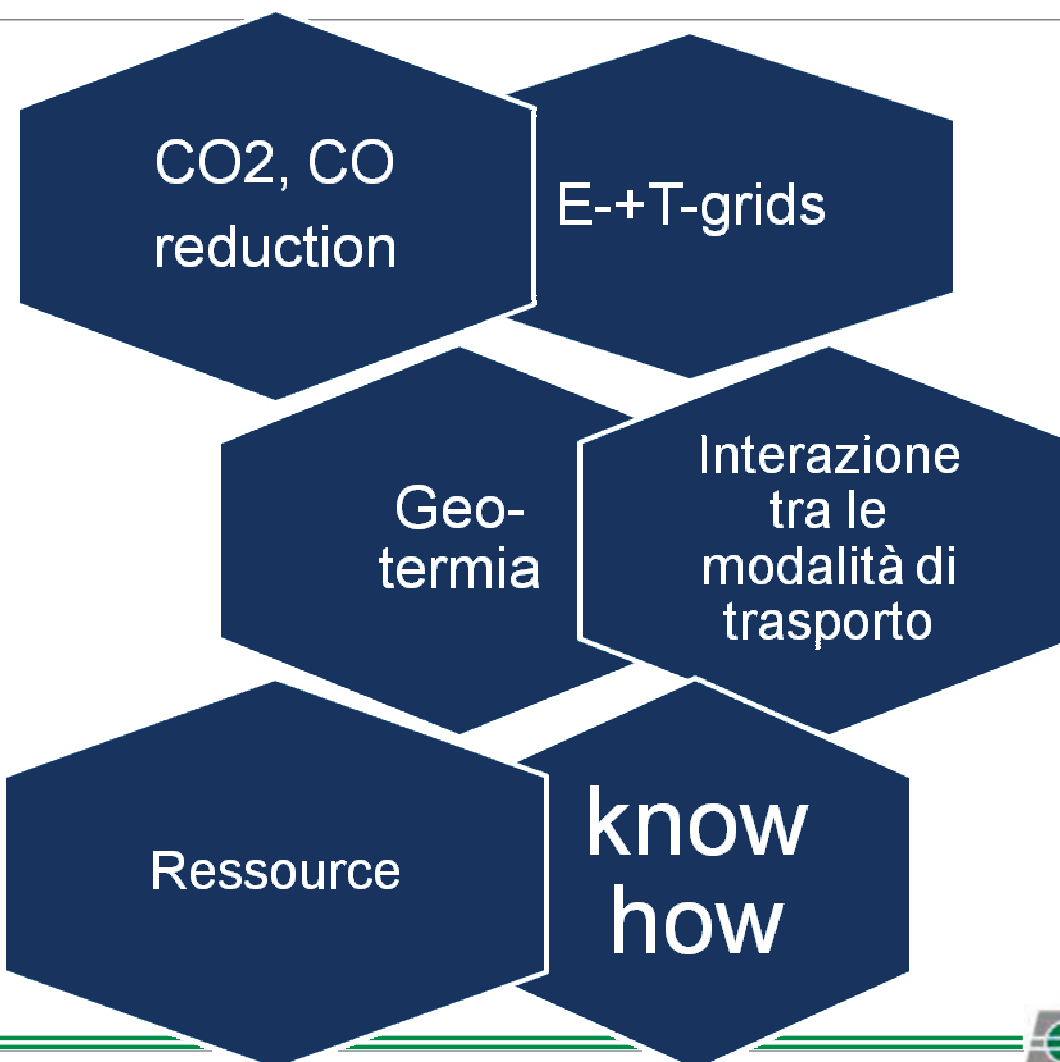 CO2, CO
reduction
E-+T-grids
Geo-
termia
Interazione
tra le
modalità di
trasporto
Ressource
know
how